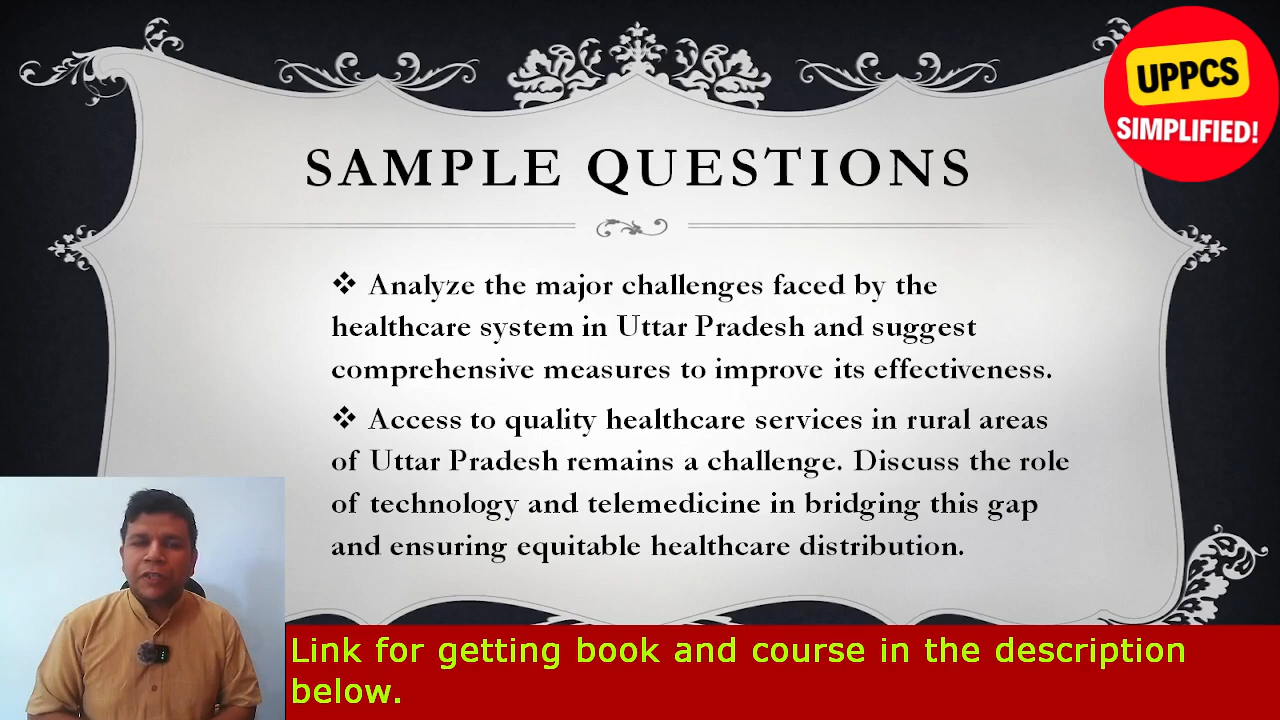 UPPCS
SIMPLIFIED!
SAMPLE QUESTIONS
❖ Analyze the major challenges faced by the
healthcare system in Uttar Pradesh and suggest
comprehensive measures to improve its effectiveness.
❖ Access to quality healthcare services in rural areas
of Uttar Pradesh remains a challenge. Discuss the role
of technology and telemedicine in bridging this gap
and ensuring equitable healthcare distribution.
Link for getting book and course in the description
below.